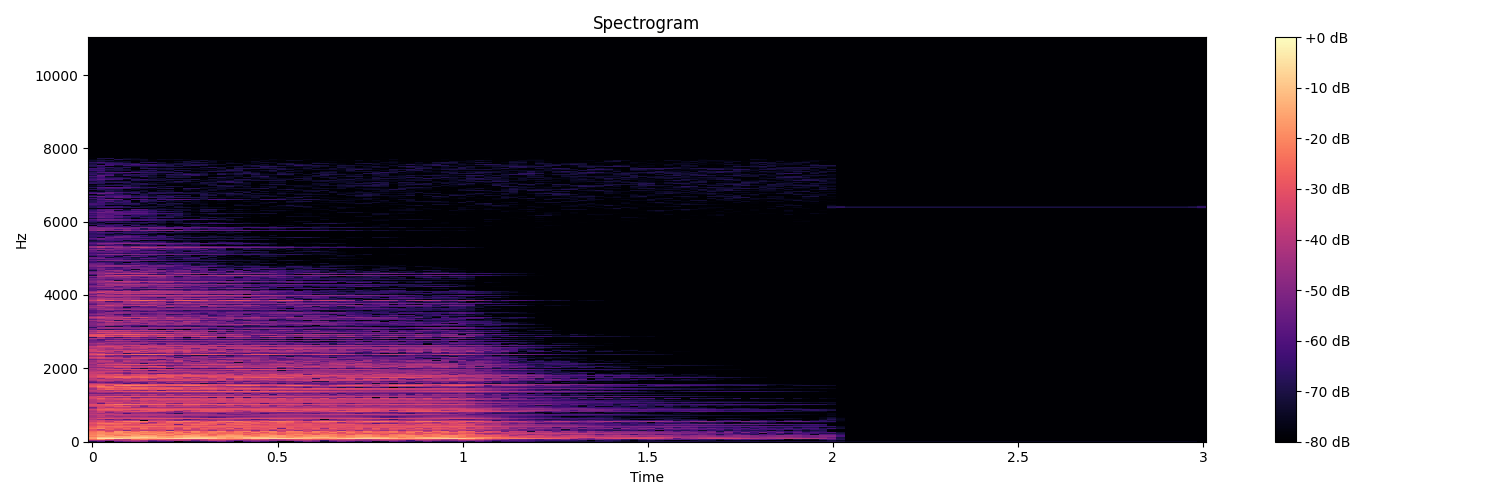 Spectrogram
10000
8000
6000
4000
2000
0
Hz
0
0.5
1
1.5
2
2.5
3
Time
+0 dB
-10 dB
-20 dB
-30 dB
-40 dB
-50 dB
-60 dB
-70 dB
-80 dB